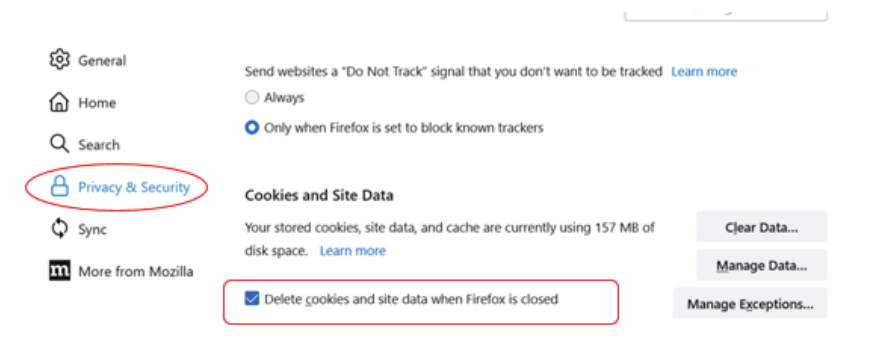 General
Home
Search
Privacy & Security
Sync
More from Mozilla
Send websites a "Do Not Track" signal that you don't want to be tracked Learn more
Always
Only when Firefox is set to block known trackers
Cookies and Site Data
Your stored cookies, site data, and cache are currently using 157 MB of
disk space. Learn more
Clear Data...
Manage Data...
Delete cookies and site data when Firefox is closed
Manage Exceptions...